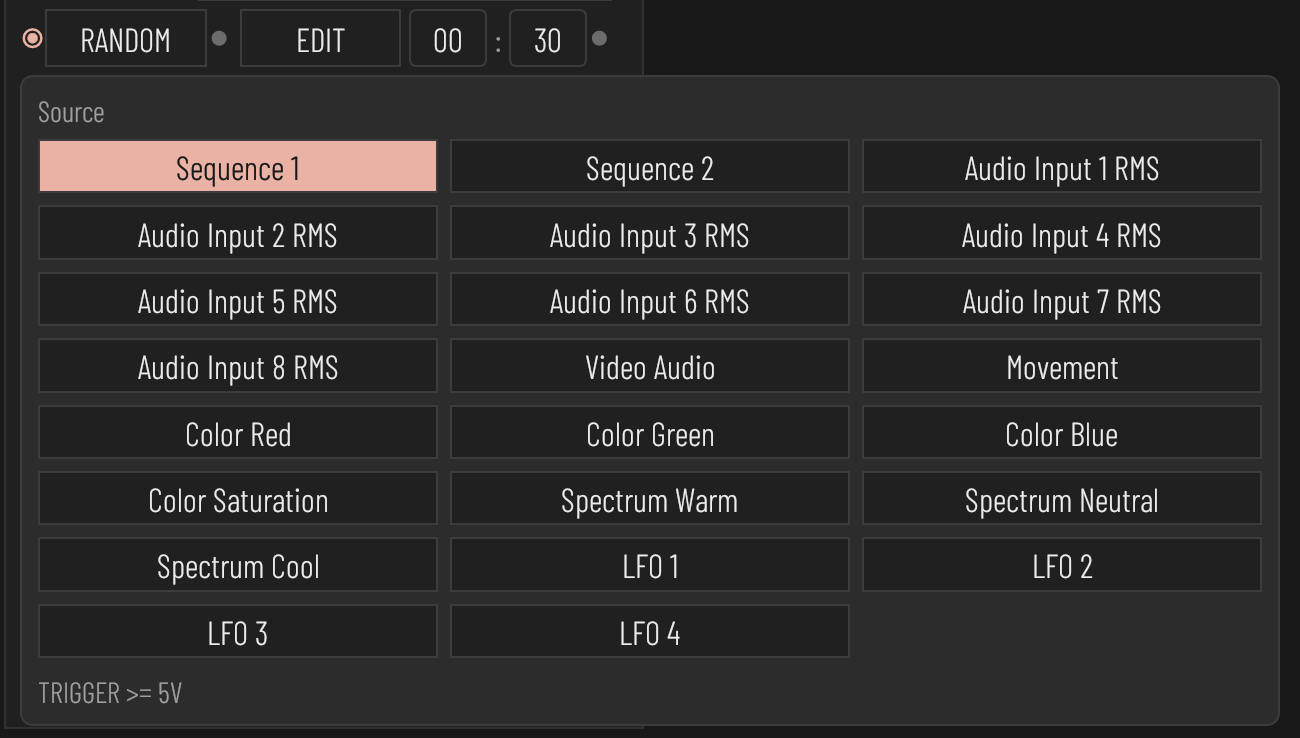 RANDOM EDIT 00 : 30
Source
Sequence 1 Sequence 2 Audio Input 1 RMS
Audio Input 2 RMS Audio Input 3 RMS Audio Input 4 RMS
Audio Input 5 RMS Audio Input 6 RMS Audio Input 7 RMS
Audio Input 8 RMS Video Audio Movement
Color Red Color Green Color Blue
Color Saturation Spectrum Warm Spectrum Neutral
Spectrum Cool LFO 1 LFO 2
LFO 3 LFO 4
TRIGGER >= 5V